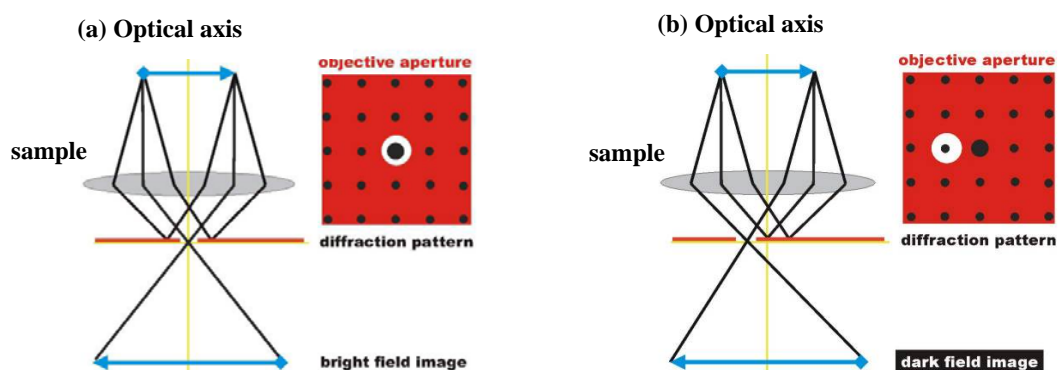 (a) Optical axis
objective aperture
sample
diffraction pattern
bright field image
(b) Optical axis
objective aperture
sample
diffraction pattern
dark field image